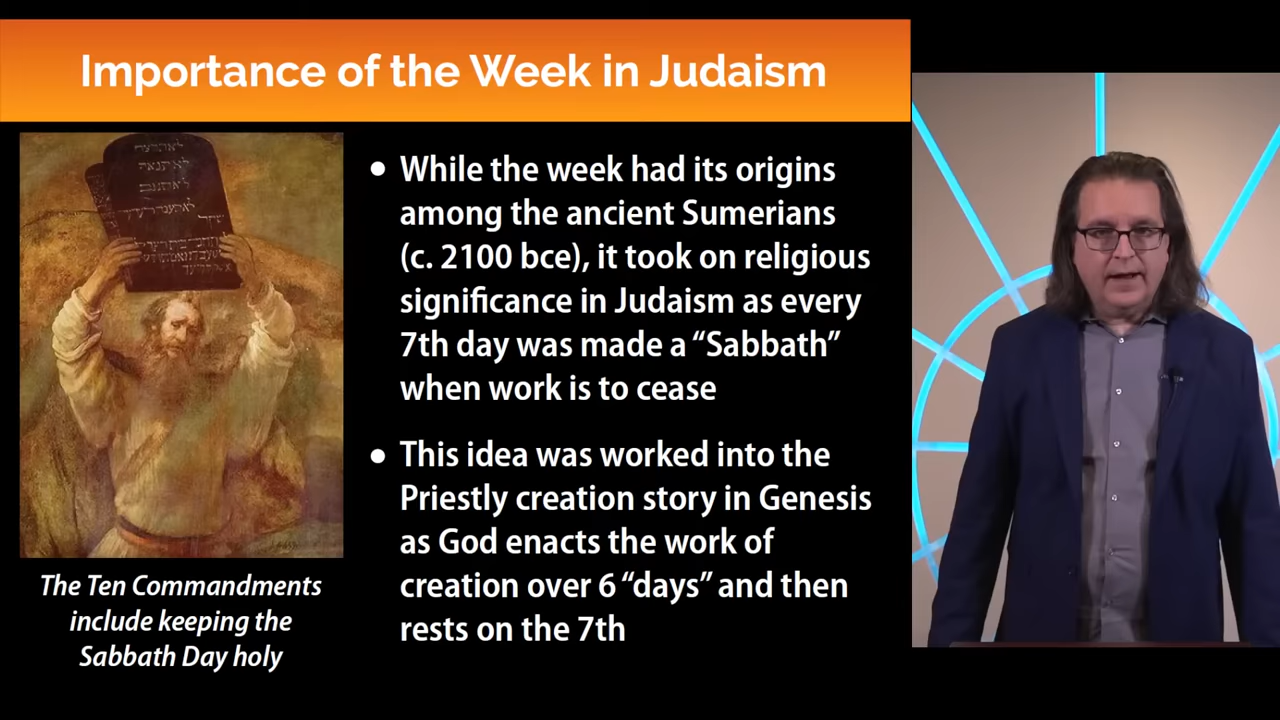 Importance of the Week in Judaism
While the week had its origins
among the ancient Sumerians
(c. 2100 bce), it took on religious
significance in Judaism as every
7th day was made a “Sabbath”
when work is to cease
This idea was worked into the
Priestly creation story in Genesis
as God enacts the work of
creation over 6 “days” and then
rests on the 7th
The Ten Commandments
include keeping the
Sabbath Day holy